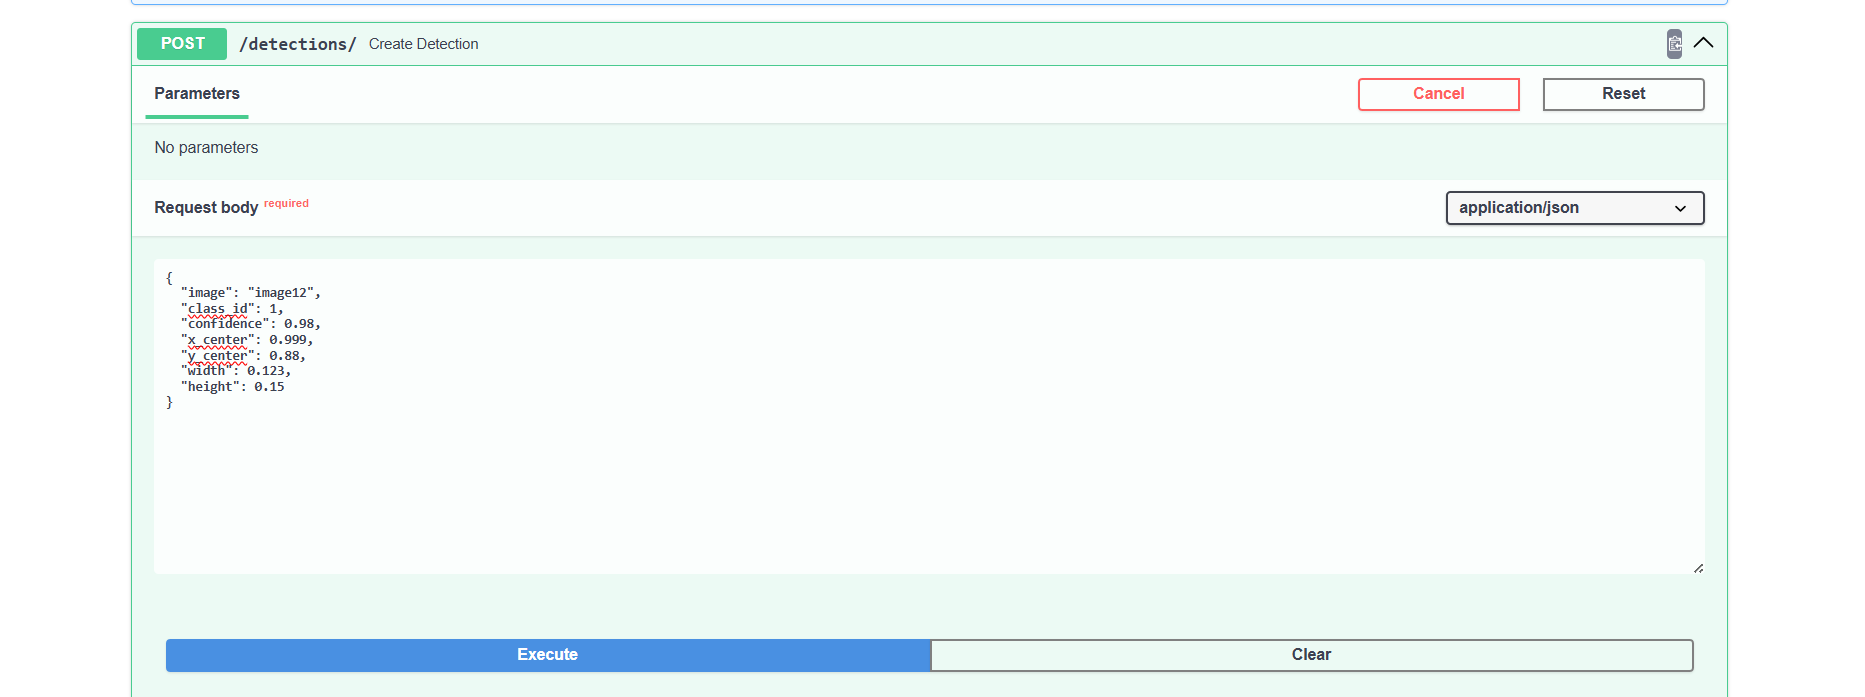 POST /detections/ Create Detection
Parameters Cancel Reset
No parameters
Request body required application/json
{
  "image": "image12",
  "class_id": 1,
  "confidence": 0.98,
  "x_center": 0.999,
  "y_center": 0.88,
  "width": 0.123,
  "height": 0.15
}
Execute Clear